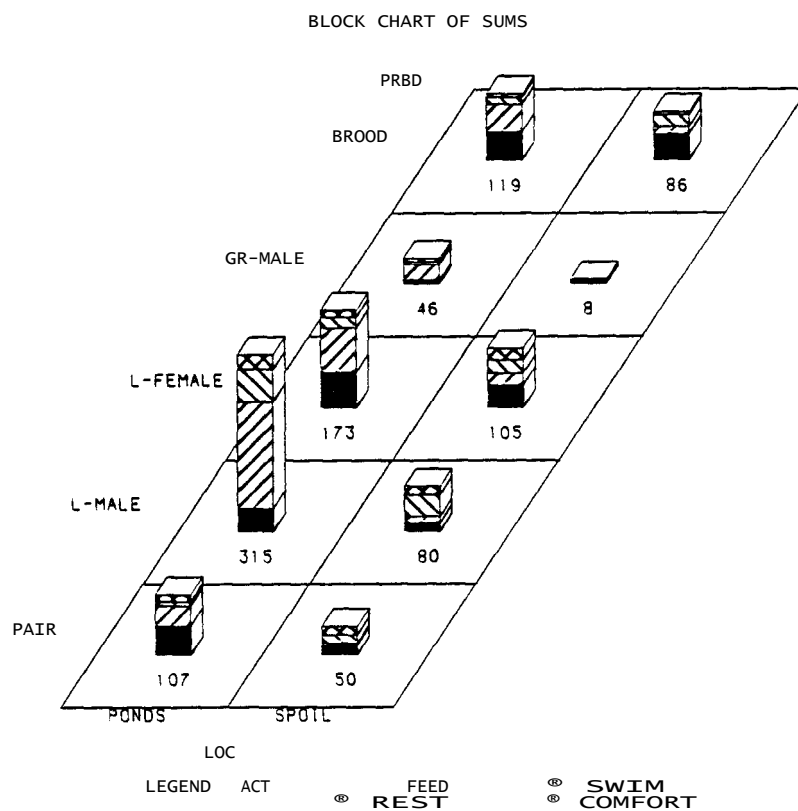 BLOCK CHART OF SUMS
PRBD
BROOD
119 86
GR-MALE
46 8
L-FEMALE
173 105
L-MALE
315 80
PAIR
107 50
PONDS SPOIL
LOC
LEGEND ACT FEED ® SWIM
® REST ® COMFORT